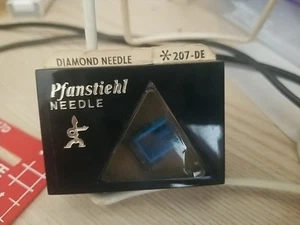 DIAMOND NEEDLE *207-DE
Pfanstiehl
NEEDLE